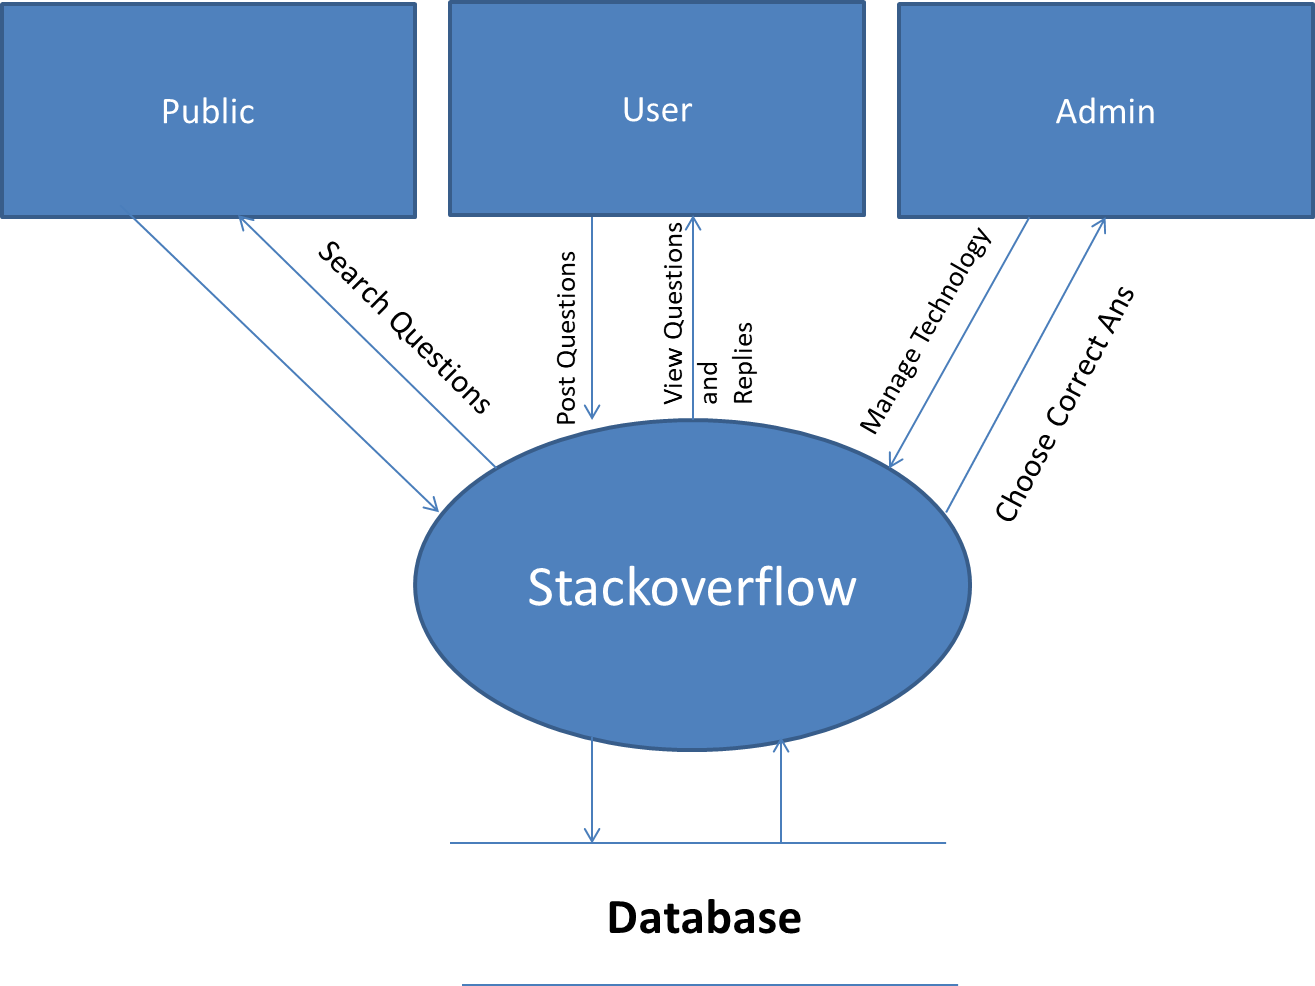 Public
User
Admin
Search Questions
Post Questions
View Questions
and
Replies
Manage Technology
Choose Correct Ans
Stackoverflow
Database